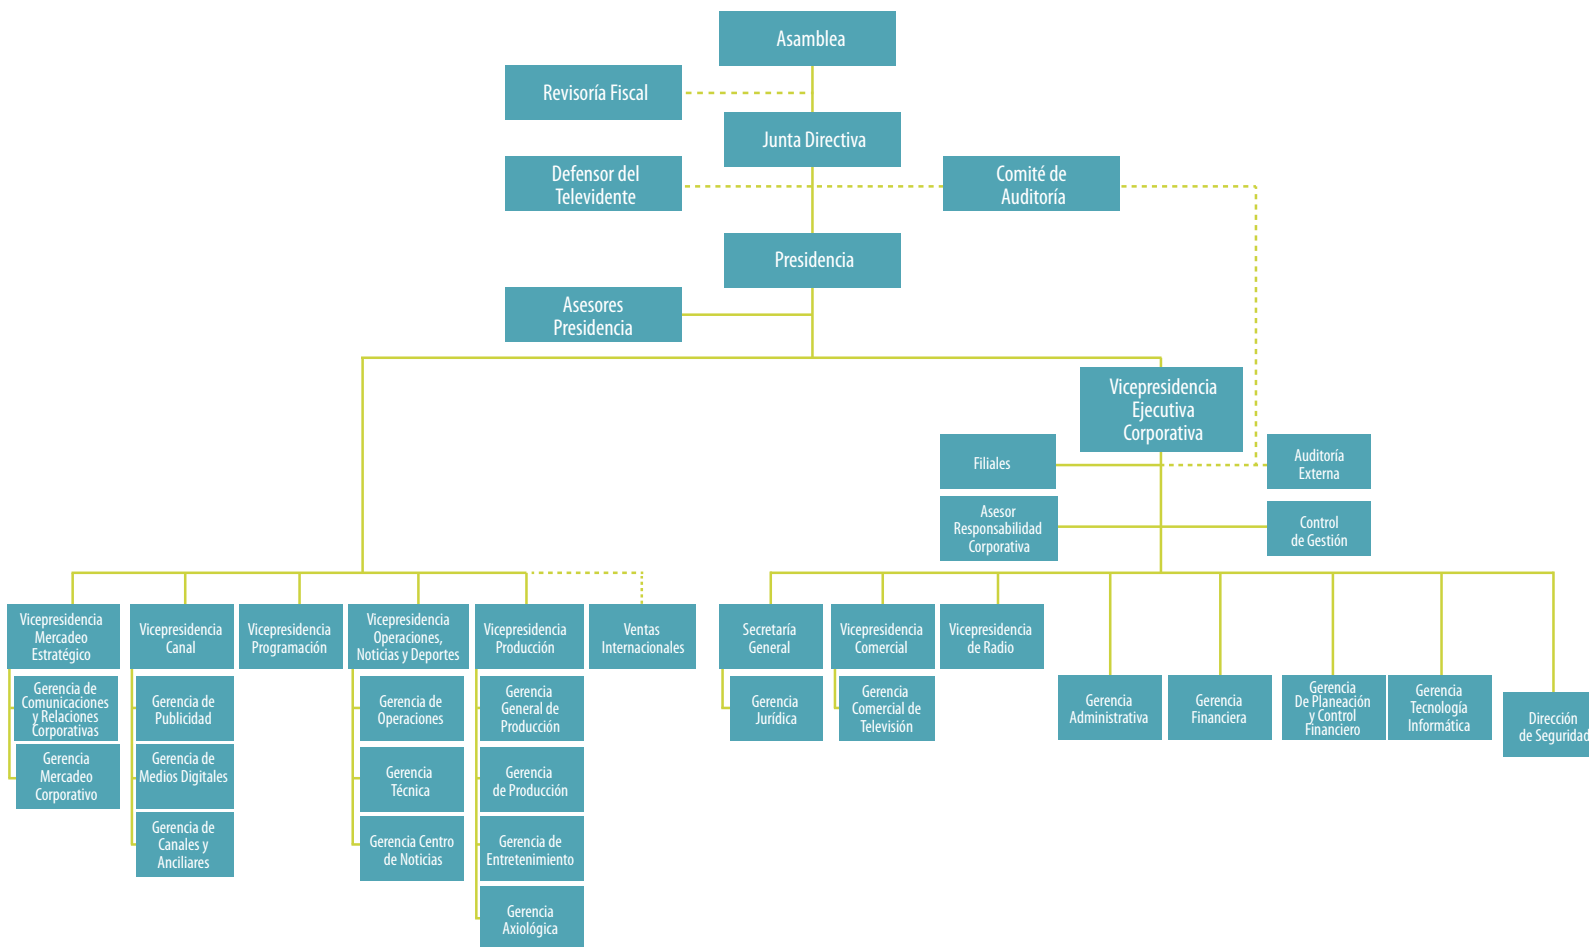 Asamblea
Revisoría Fiscal
Junta Directiva
Defensor del
Televidente
Comité de
Auditoría
Presidencia
Asesores
Presidencia
Vicepresidencia
Ejecutiva
Corporativa
Filiales
Auditoría
Externa
Asesor
Responsabilidad
Corporativa
Control
de Gestión
Vicepresidencia
Mercadeo
Estratégico
Vicepresidencia
Canal
Vicepresidencia
Programación
Vicepresidencia
Operaciones,
Noticias y Deportes
Vicepresidencia
Producción
Ventas
Internacionales
Secretaría
General
Vicepresidencia
Comercial
Vicepresidencia
de Radio
Gerencia de
Comunicaciones
y Relaciones
Corporativas
Gerencia
Mercadeo
Corporativo
Gerencia de
Publicidad
Gerencia de
Medios Digitales
Gerencia de
Canales y
Anciliares
Gerencia de
Operaciones
Gerencia
Técnica
Gerencia Centro
de Noticias
Gerencia
General de
Producción
Gerencia
de Producción
Gerencia de
Entretenimiento
Gerencia
Axiológica
Gerencia
Jurídica
Gerencia
Comercial de
Televisión
Gerencia
Administrativa
Gerencia
Financiera
Gerencia
De Planeación
y Control
Financiero
Gerencia
Tecnología
Informática
Dirección
de Seguridad